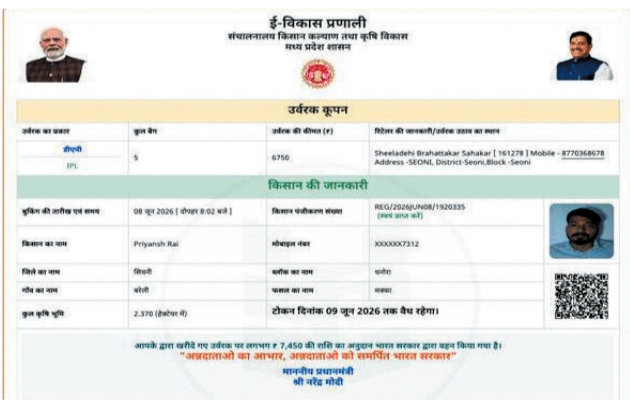 ई-विकास प्रणाली
संचालनालय किसान कल्याण तथा कृषि विकास
मध्य प्रदेश शासन
उर्वरक कूपन
उर्वरक का प्रकार कुल बैग उर्वरक की कीमत (₹) रिटेलर की जानकारी/उर्वरक उठाव का स्थान
डीएपी
IPL
5
6750
Sheeladehi Brahattakar Sahakar [ 161278 ] Mobile - 8770368678
Address -SEONI, District-Seoni,Block -Seoni
किसान की जानकारी
बुकिंग की तारीख एवं समय 08 जून 2026 [ दोपहर 8:02 बजे ] किसान पंजीकरण संख्या REG/2026JUN08/1920335
(स्वयं प्राप्त करें)
किसान का नाम Priyansh Rai मोबाइल नंबर XXXXXX7312
जिले का नाम सिवनी ब्लॉक का नाम धनोरा
गाँव का नाम बरेली फसल का नाम मक्का
कुल कृषि भूमि 2.370 (हेक्टेयर में) टोकन दिनांक 09 जून 2026 तक वैध रहेगा।
आपके द्वारा खरीदे गए उर्वरक पर लगभग ₹ 7,450 की राशि का अनुदान भारत सरकार द्वारा वहन किया गया है।
"अन्नदाताओ का आभार, अन्नदाताओ को समर्पित भारत सरकार"
माननीय प्रधानमंत्री
श्री नरेंद्र मोदी